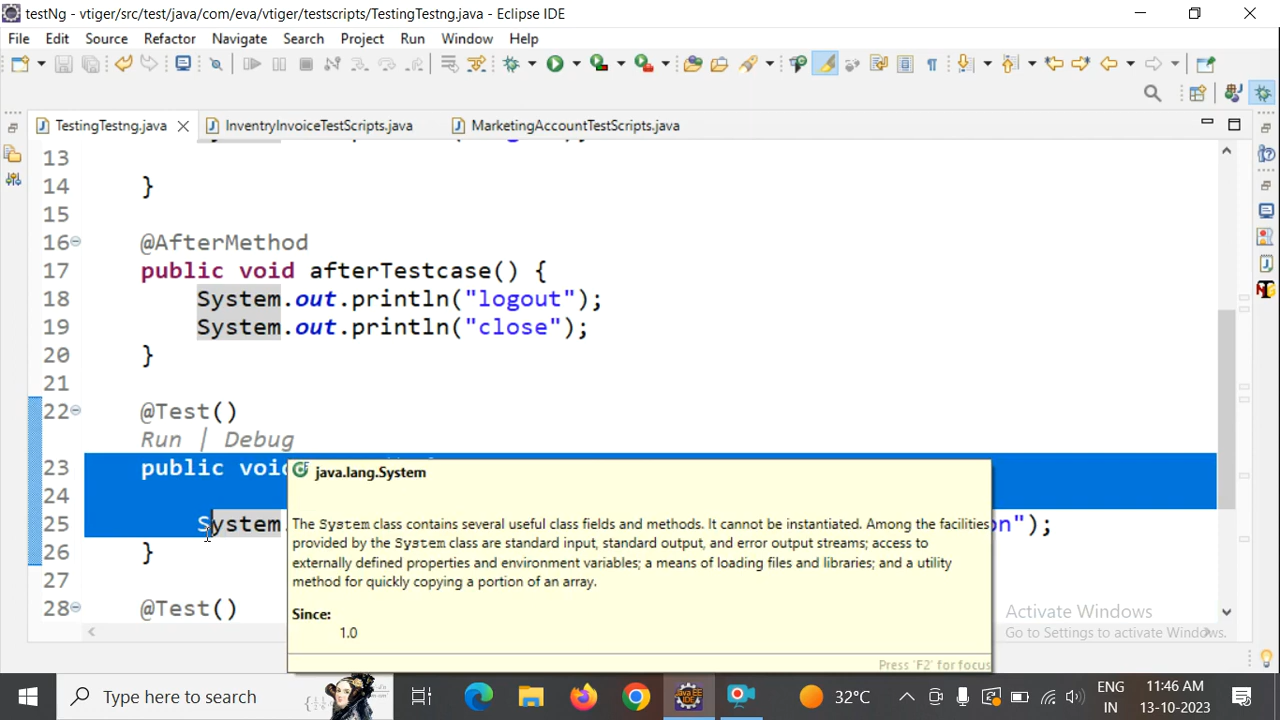 testNg - vtiger/src/test/java/com/eva/vtiger/testscripts/TestingTestng.java - Eclipse IDE
File Edit Source Refactor Navigate Search Project Run Window Help
TestingTestng.java InventryInvoiceTestScripts.java MarketingAccountTestScripts.java
13
14 }
15
16 @AfterMethod
17 public void afterTestcase() {
18 System.out.println("logout");
19 System.out.println("close");
20 }
21
22 @Test()
Run | Debug
23 public void
java.lang.System
24
The System class contains several useful class fields and methods. It cannot be instantiated. Among the facilities
25 System. on");
provided by the System class are standard input, standard output, and error output streams; access to
26 }
externally defined properties and environment variables; a means of loading files and libraries; and a utility
27
method for quickly copying a portion of an array.
28 @Test()
Since:
1.0
Activate Windows
Go to Settings to activate Windows.
Press 'F2' for focus
Type here to search
32°C
ENG
IN
11:46 AM
13-10-2023